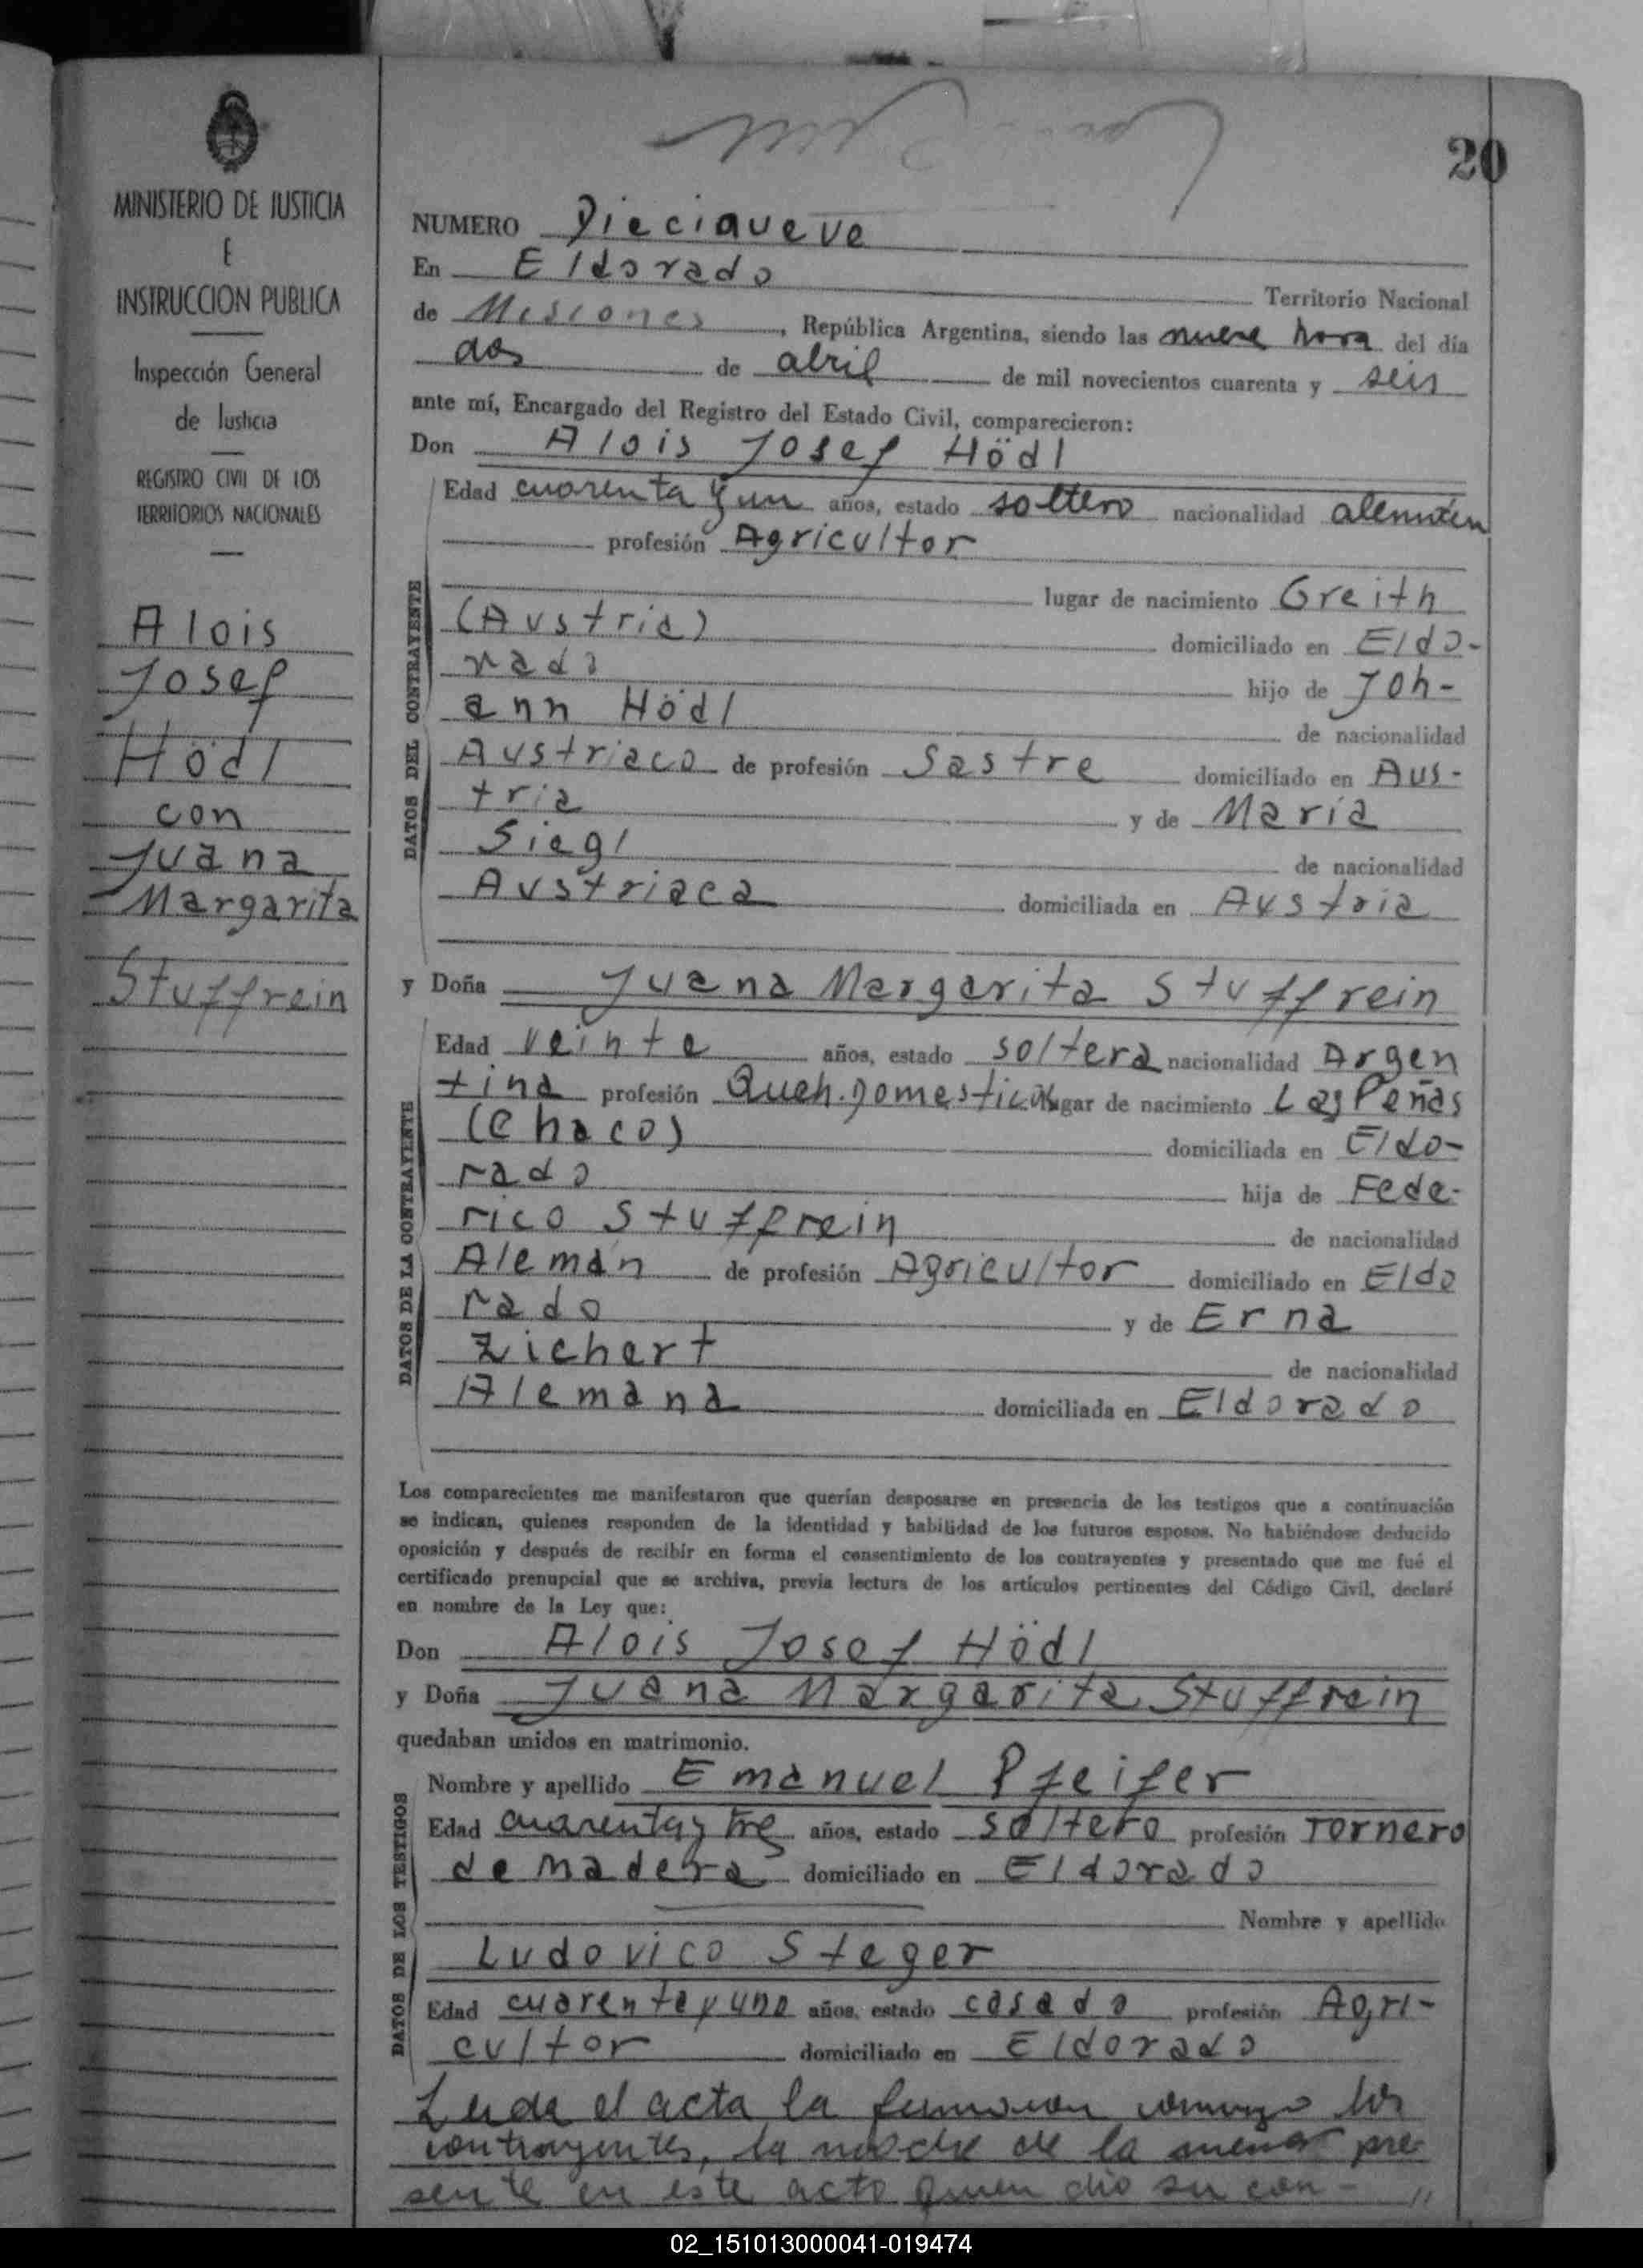 20
MINISTERIO DE JUSTICIA
E
INSTRUCCION PUBLICA
Inspección General
de Justicia
REGISTRO CIVIL DE LOS
TERRITORIOS NACIONALES
Alois
Josef
Hödl
con
Juana
Margarita
Stuffrein
NUMERO Diecinueve
En Eldorado Territorio Nacional
de Misiones, República Argentina, siendo las nueve hora del día
dos de abril de mil novecientos cuarenta y seis
ante mí, Encargado del Registro del Estado Civil, comparecieron:
Don Alois Josef Hödl
DATOS DEL CONTRAYENTE
Edad cuarenta y un años, estado soltero nacionalidad
profesión Agricultor
lugar de nacimiento Greith
(Austria) domiciliado en Eldo-
rado hijo de Joh-
ann Hödl de nacionalidad
Austriaco de profesión Sastre domiciliado en Aus-
tria y de Maria
Siegl de nacionalidad
Austriaca domiciliada en Austria
y Doña Juana Margarita Stuffrein
DATOS DE LA CONTRAYENTE
Edad veinte años, estado soltera nacionalidad Argen
tina profesión Queh. Domesticos lugar de nacimiento Las Peñas
(Chaco) domiciliada en Eldo-
rado hija de Fede-
rico Stuffrein de nacionalidad
Alemán de profesión Agricultor domiciliado en Eldo
rado y de Erna
Zichert de nacionalidad
Alemana domiciliada en Eldorado
Los comparecientes me manifestaron que querían desposarse en presencia de los testigos que a continuación
se indican, quienes responden de la identidad y habilidad de los futuros esposos. No habiéndose deducido
oposición y después de recibir en forma el consentimiento de los contrayentes y presentado que me fué el
certificado prenupcial que se archiva, previa lectura de los artículos pertinentes del Código Civil, declaré
en nombre de la Ley que:
Don Alois Josef Hödl
y Doña Juana Margarita Stuffrein
quedaban unidos en matrimonio.
DATOS DE LOS TESTIGOS
Nombre y apellido Emanuel Pfeifer
Edad cuarenta y tres años, estado soltero profesión Tornero
de madera domiciliado en Eldorado
Nombre y apellido
Ludovico Steger
Edad cuarenta y uno años, estado casado profesión Agri-
cultor domiciliado en Eldorado
Leida el acta la firmaron conmigo los
contrayentes, la madre de la menor pre-
sente en este acto quien dio su con-"
02_151013000041-019474